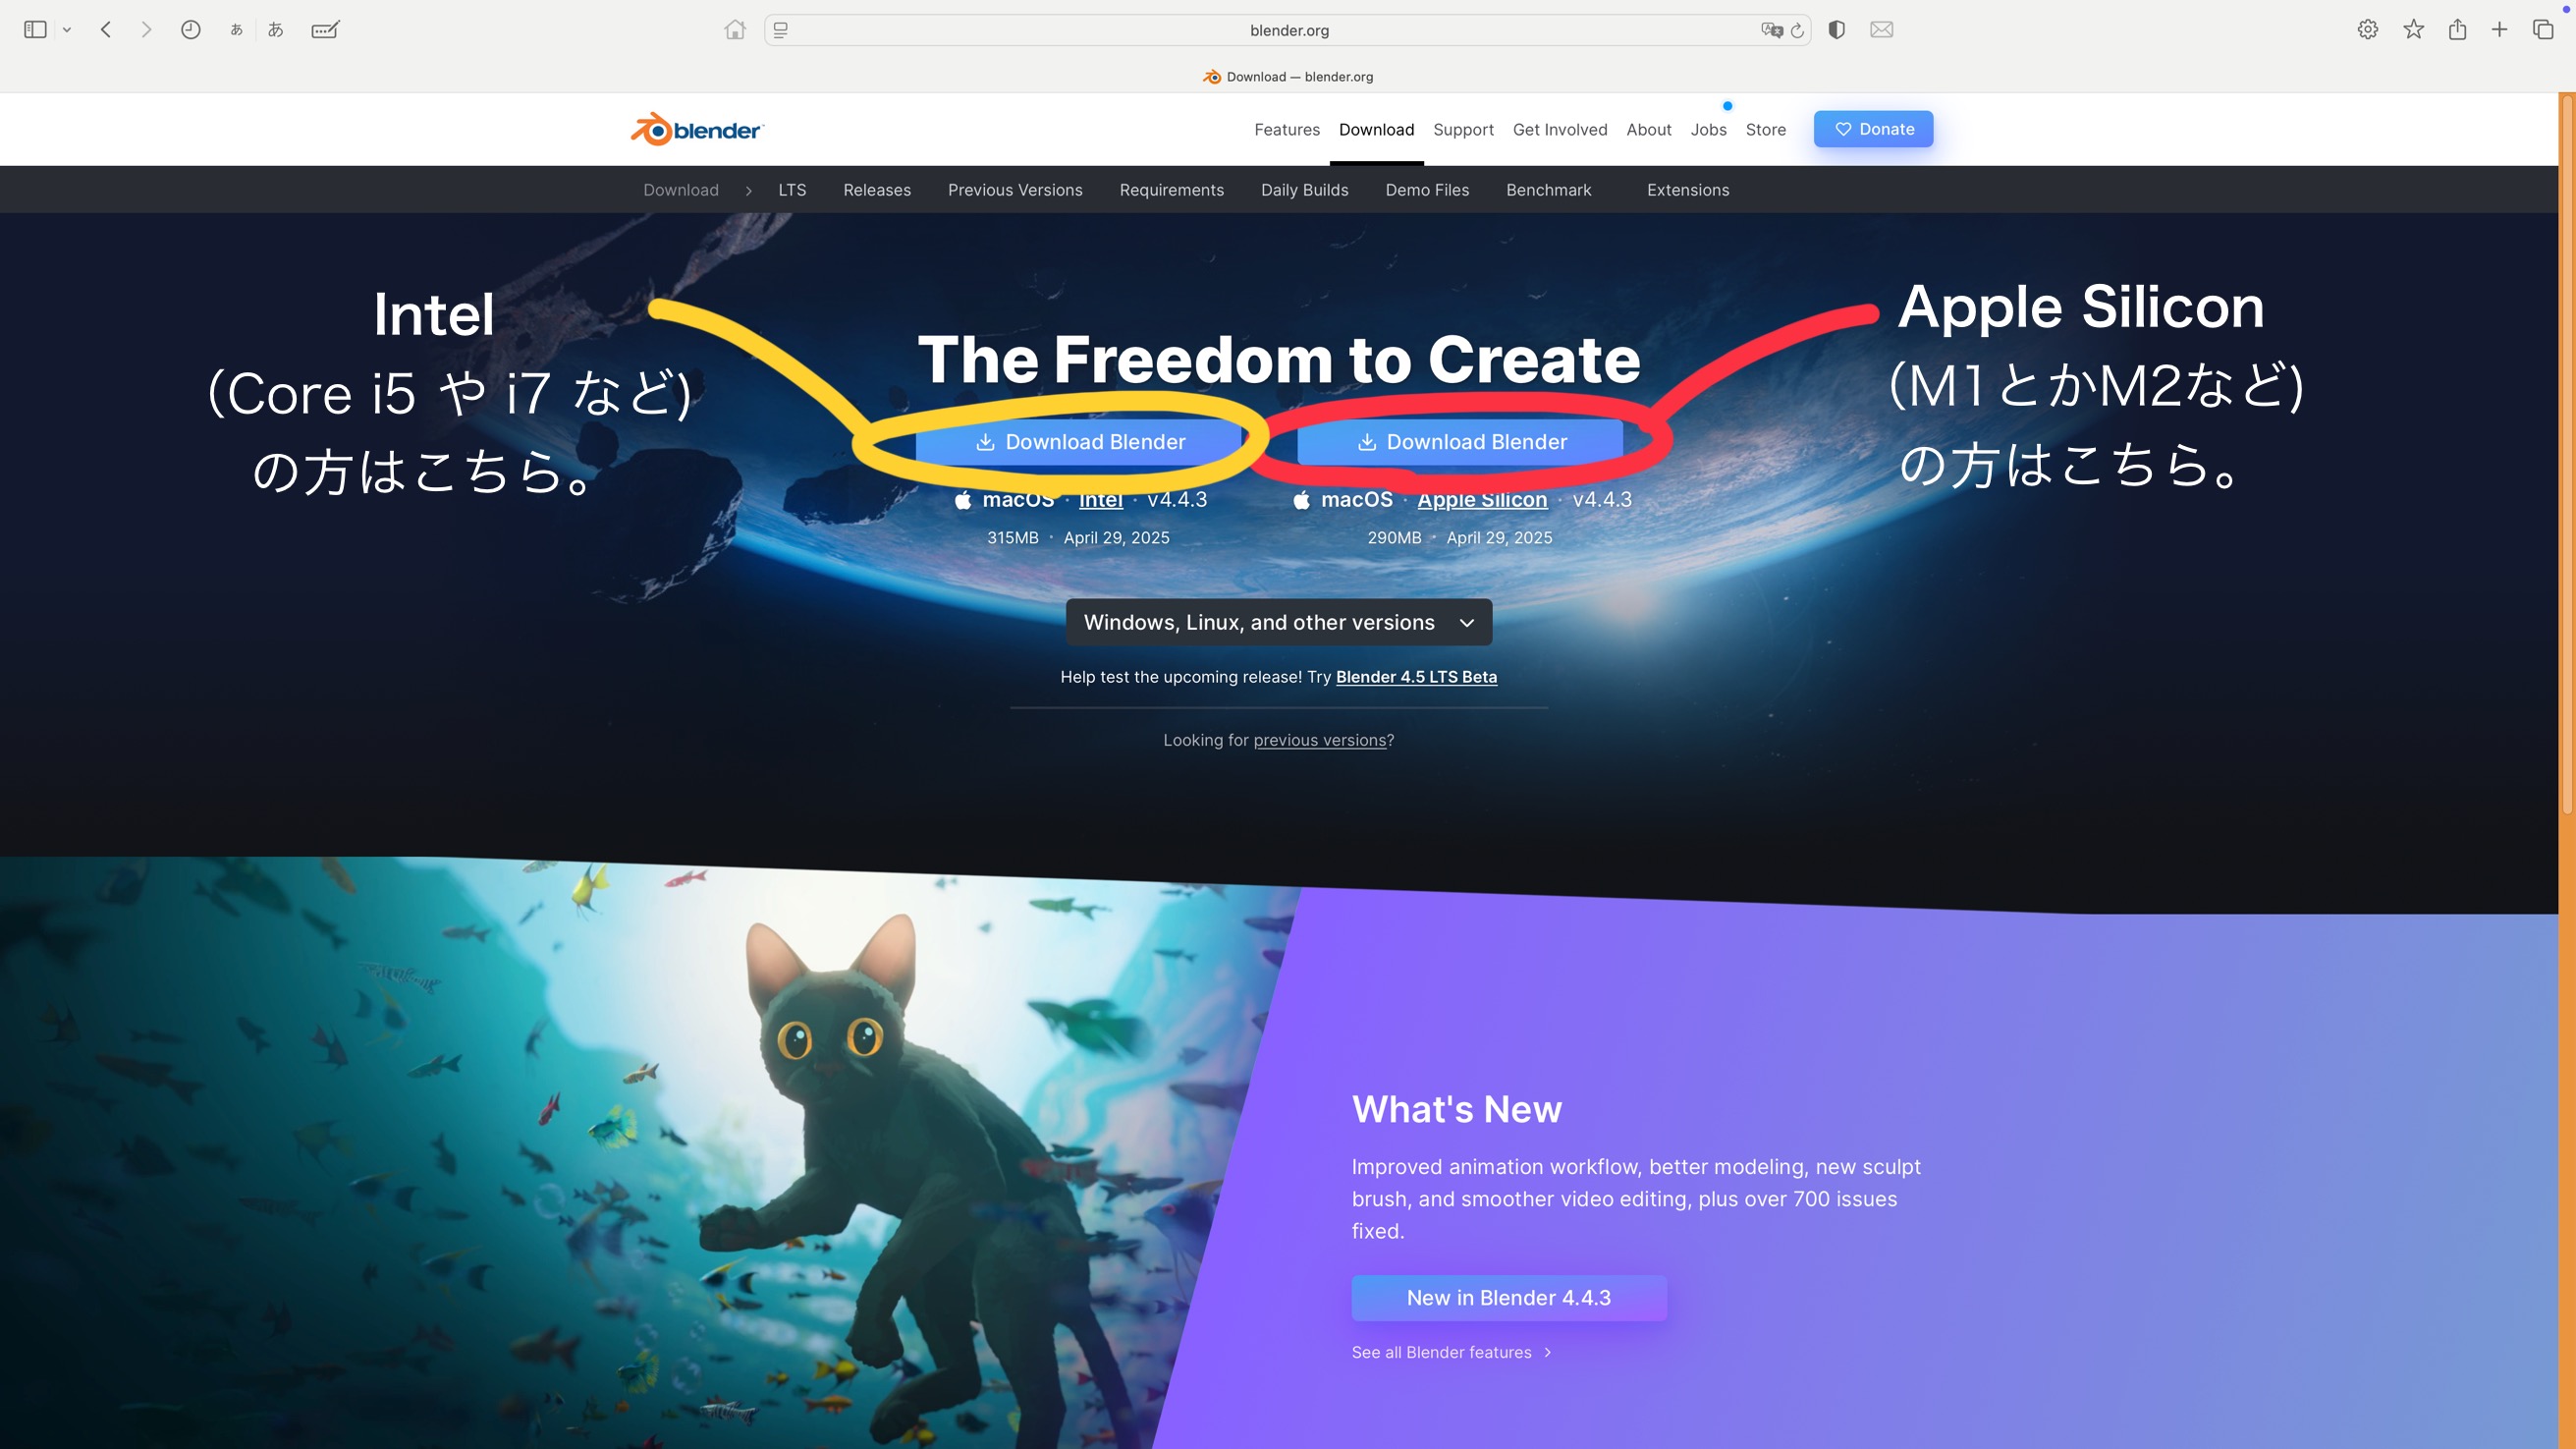 あ あ
blender.org
Download — blender.org
blender
Features Download Support Get Involved About Jobs Store Donate
Download LTS Releases Previous Versions Requirements Daily Builds Demo Files Benchmark Extensions
Intel
(Core i5 や i7 など)
の方はこちら。
Apple Silicon
(M1とかM2など)
の方はこちら。
The Freedom to Create
Download Blender
macOS · Intel · v4.4.3
315MB · April 29, 2025
Download Blender
macOS · Apple Silicon · v4.4.3
290MB · April 29, 2025
Windows, Linux, and other versions
Help test the upcoming release! Try Blender 4.5 LTS Beta
Looking for previous versions?
What's New
Improved animation workflow, better modeling, new sculpt
brush, and smoother video editing, plus over 700 issues
fixed.
New in Blender 4.4.3
See all Blender features